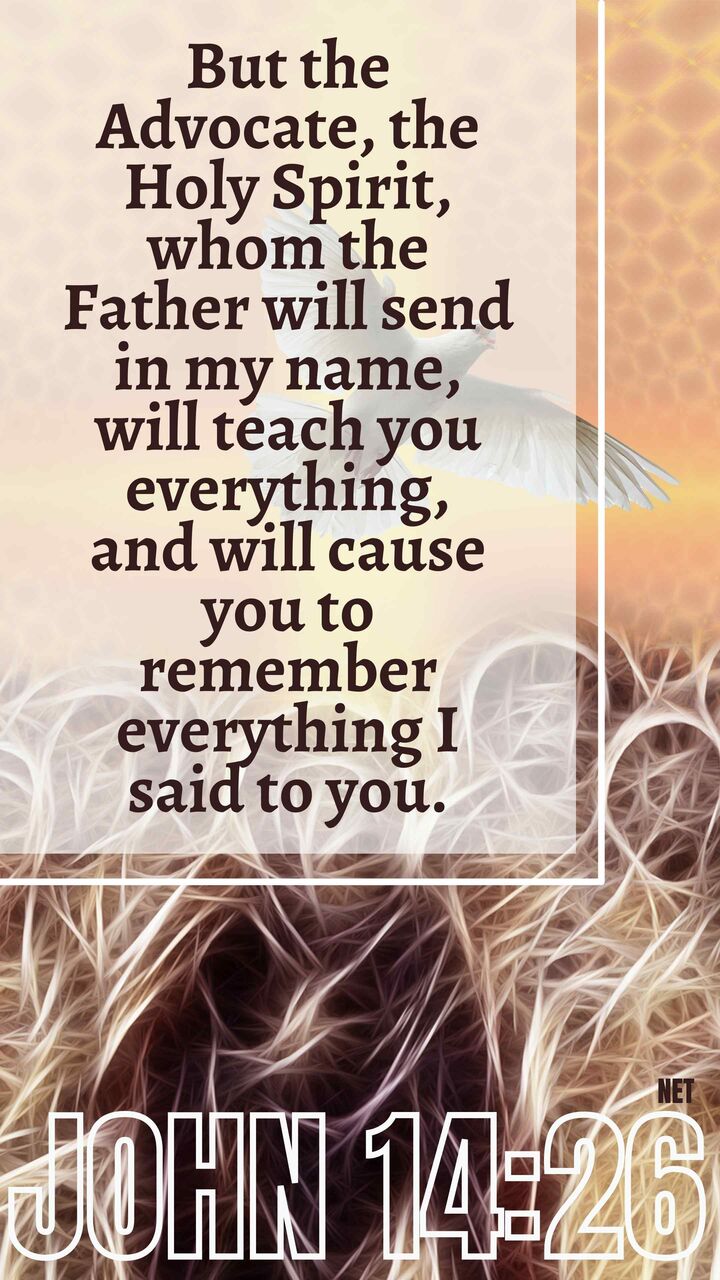 But the
Advocate, the
Holy Spirit,
whom the
Father will send
in my name,
will teach you
everything,
and will cause
you to
remember
everything I
said to you.
NET
JOHN 14:26